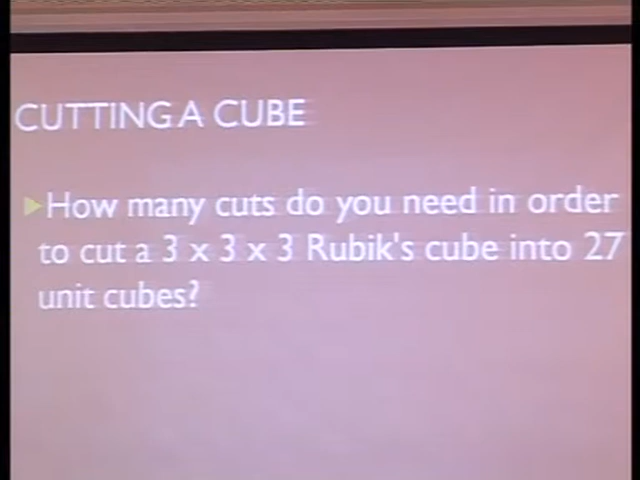 CUTTING A CUBE
How many cuts do you need in order
to cut a 3 x 3 x 3 Rubik's cube into 27
unit cubes?